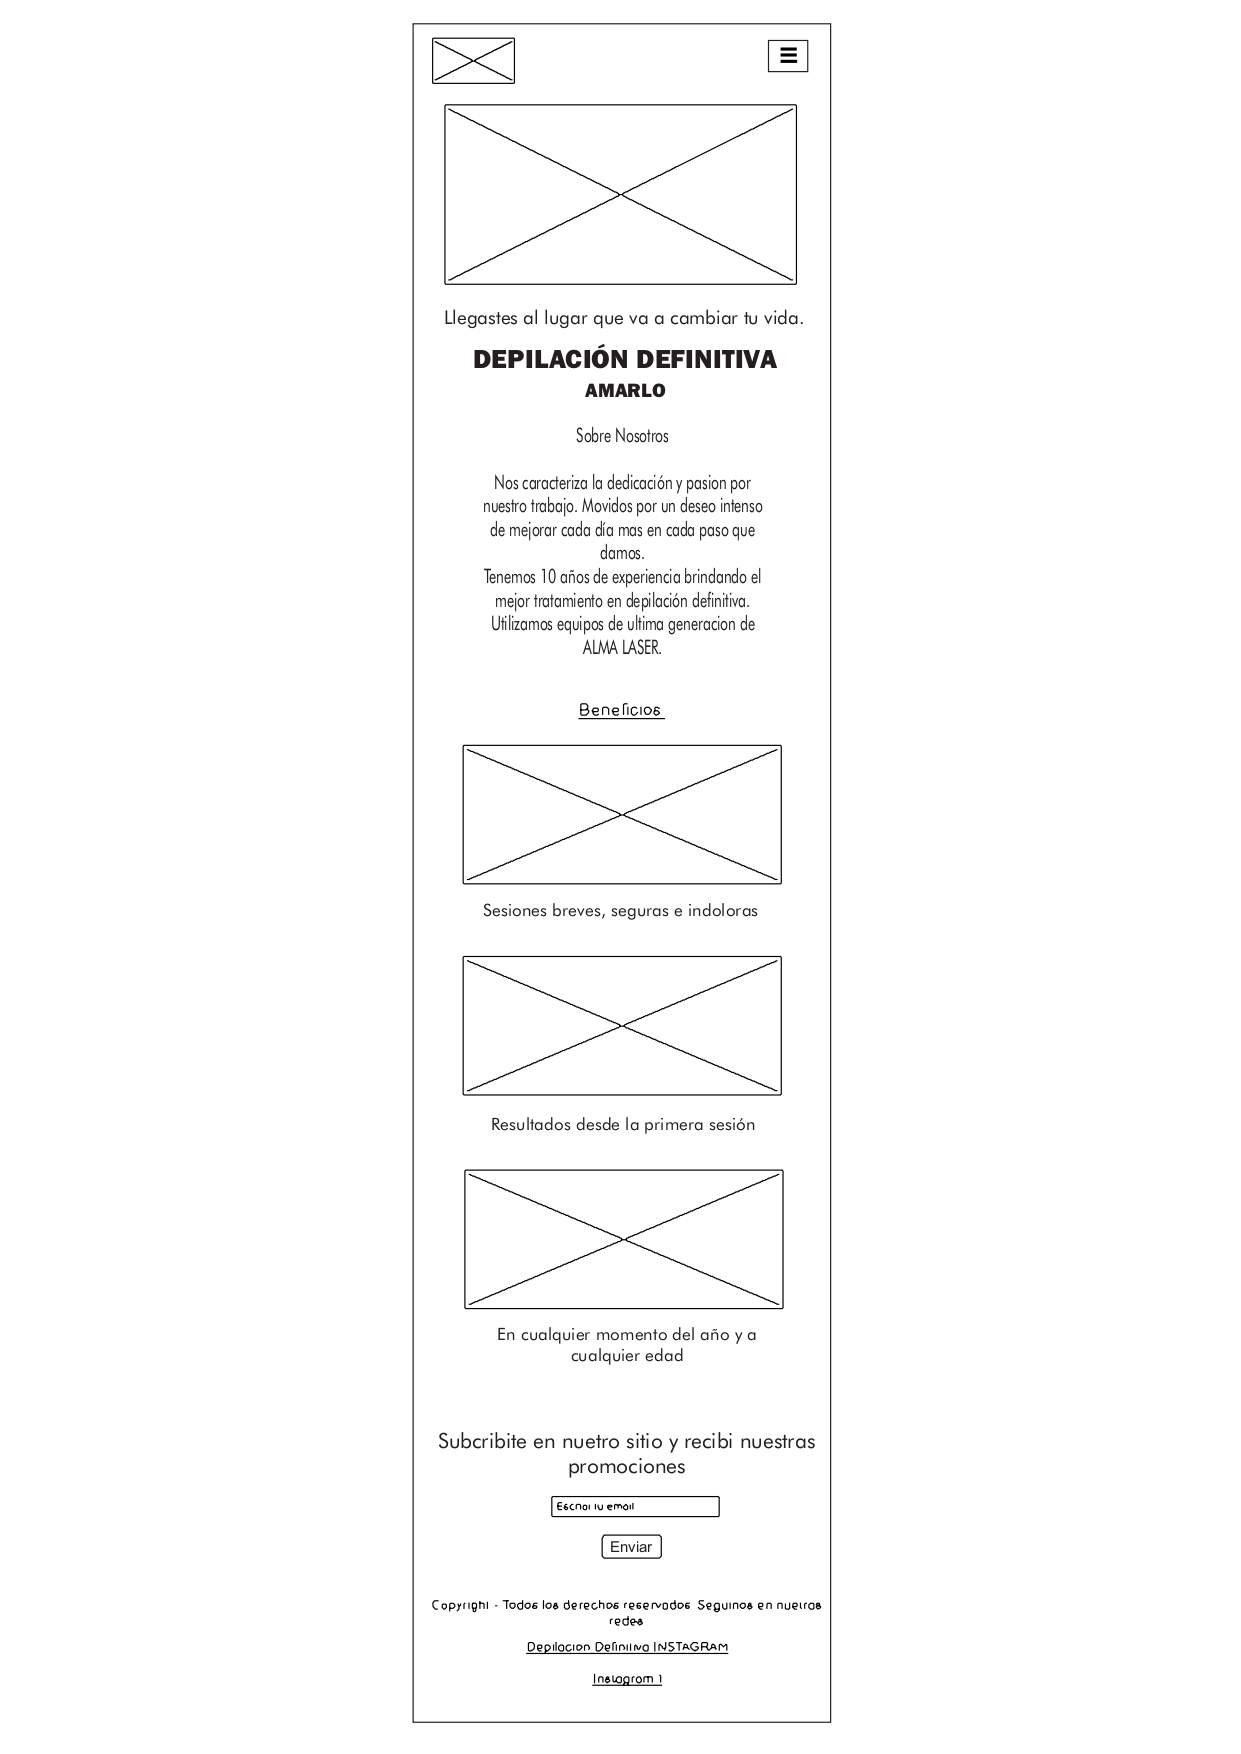 Llegastes al lugar que va a cambiar tu vida.
DEPILACIÓN DEFINITIVA
AMARLO
Sobre Nosotros
Nos caracteriza la dedicación y pasion por
nuestro trabajo. Movidos por un deseo intenso
de mejorar cada día mas en cada paso que
damos.
Tenemos 10 años de experiencia brindando el
mejor tratamiento en depilación definitiva.
Utilizamos equipos de ultima generacion de
ALMA LASER.
Beneficios
Sesiones breves, seguras e indoloras
Resultados desde la primera sesión
En cualquier momento del año y a
cualquier edad
Subcribite en nuetro sitio y recibi nuestras
promociones
Escribi tu email
Enviar
Copyright - Todos los derechos reservados Seguinos en nuetras
redes
Depilacion Definitiva INSTAGRAM
Instagram 1